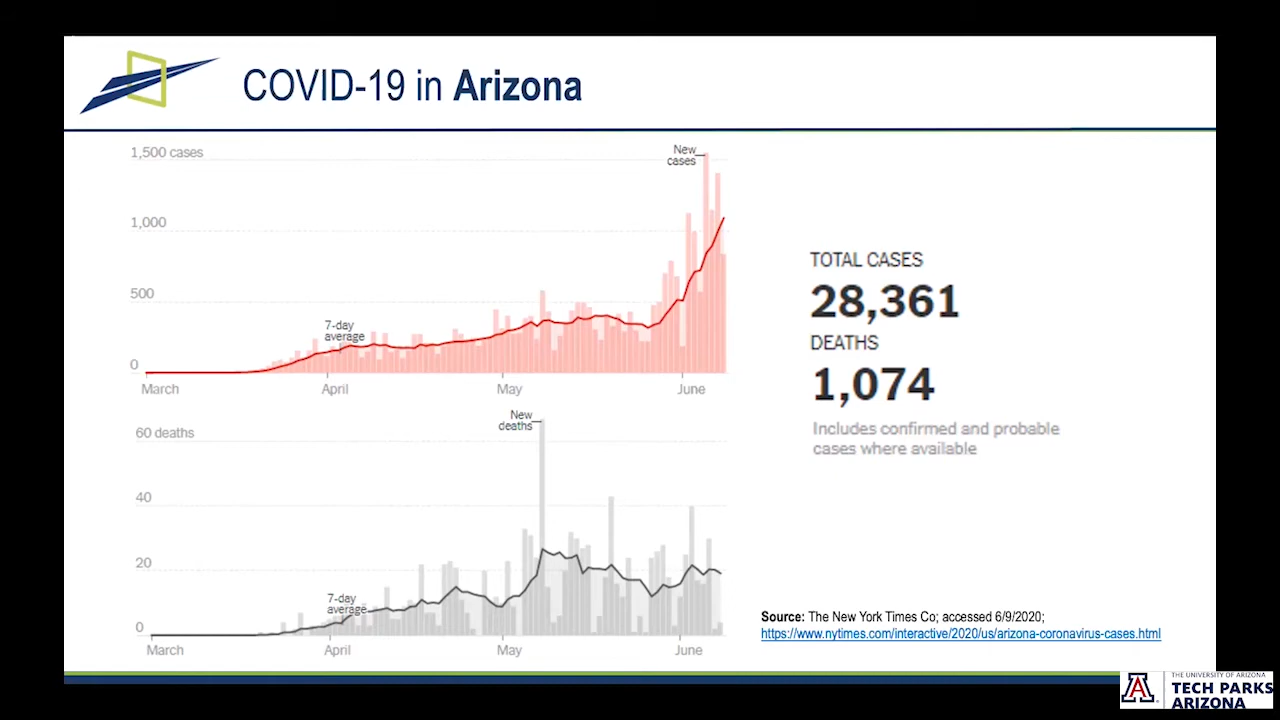 COVID-19 in Arizona
1,500 cases
New
cases
1,000
500
7-day
average
0
March April May June
TOTAL CASES
28,361
DEATHS
1,074
Includes confirmed and probable
cases where available
New
deaths
60 deaths
40
20
7-day
average
0
March April May June
Source: The New York Times Co; accessed 6/9/2020;
https://www.nytimes.com/interactive/2020/us/arizona-coronavirus-cases.html
A
THE UNIVERSITY OF ARIZONA
TECH PARKS
ARIZONA